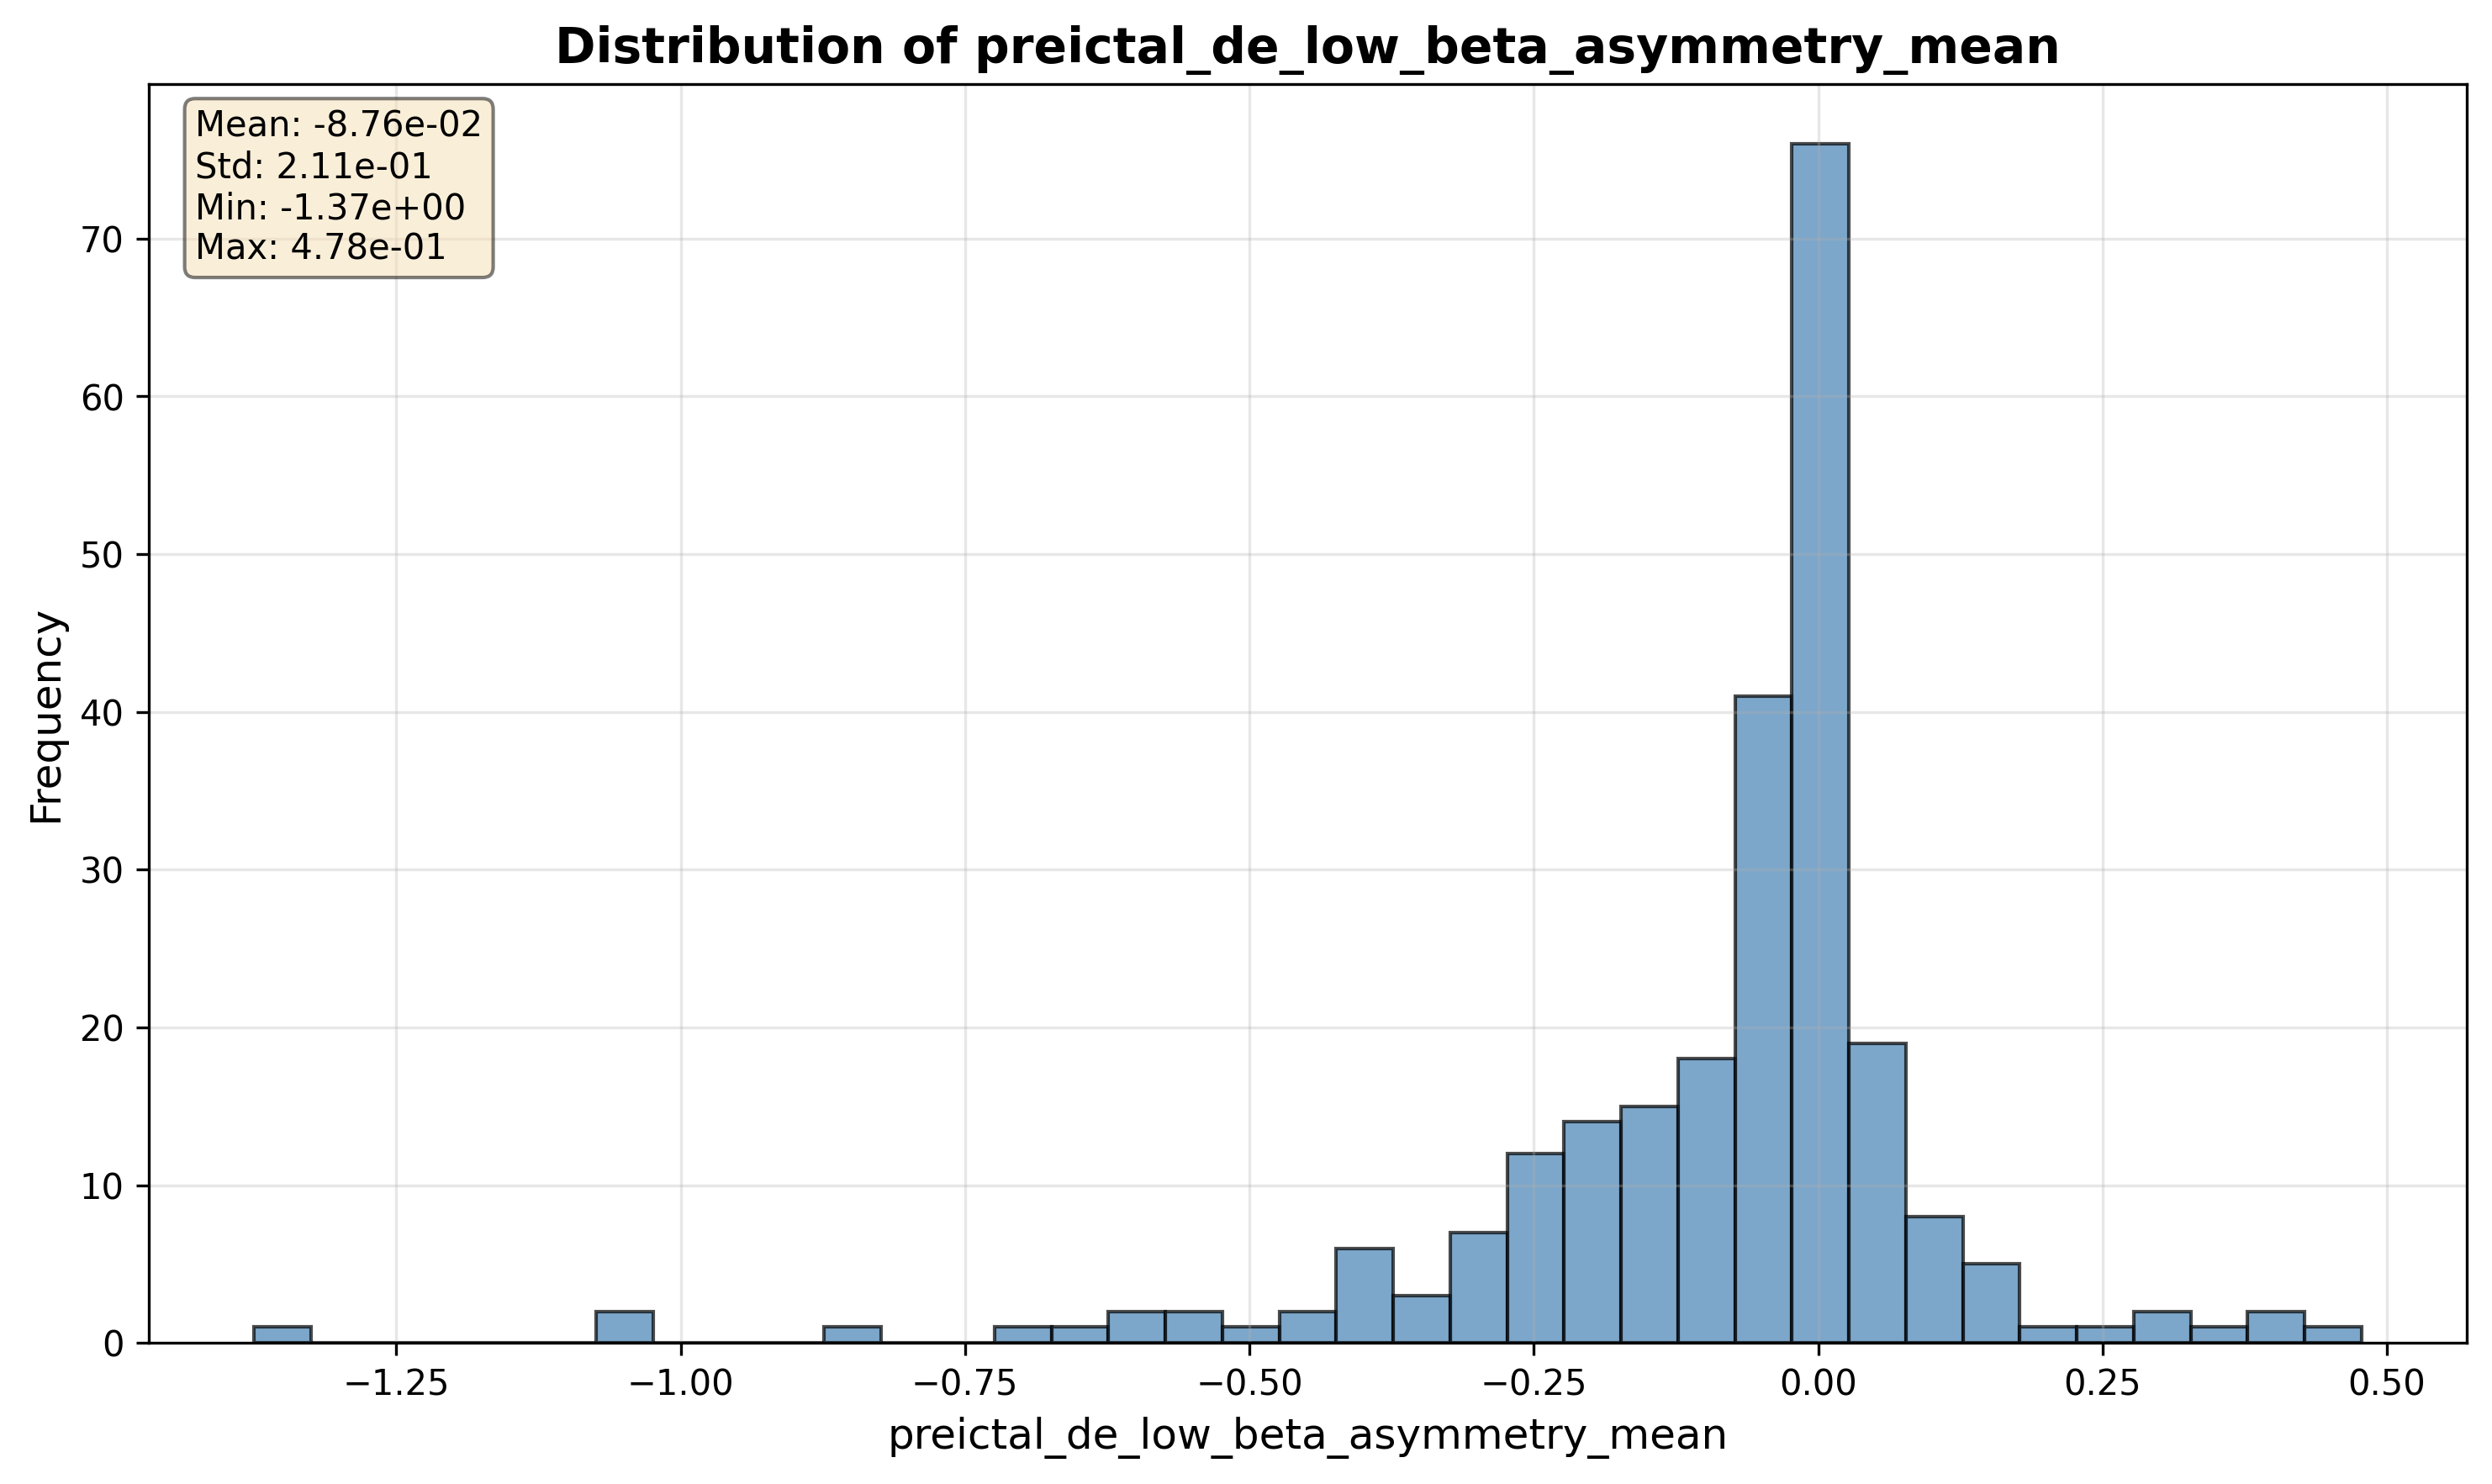 Distribution of preictal_de_low_beta_asymmetry_mean
Mean: -8.76e-02
Std: 2.11e-01
Min: -1.37e+00
Max: 4.78e-01
70
60
50
40
30
20
10
0
Frequency
−1.25 −1.00 −0.75 −0.50 −0.25 0.00 0.25 0.50
preictal_de_low_beta_asymmetry_mean